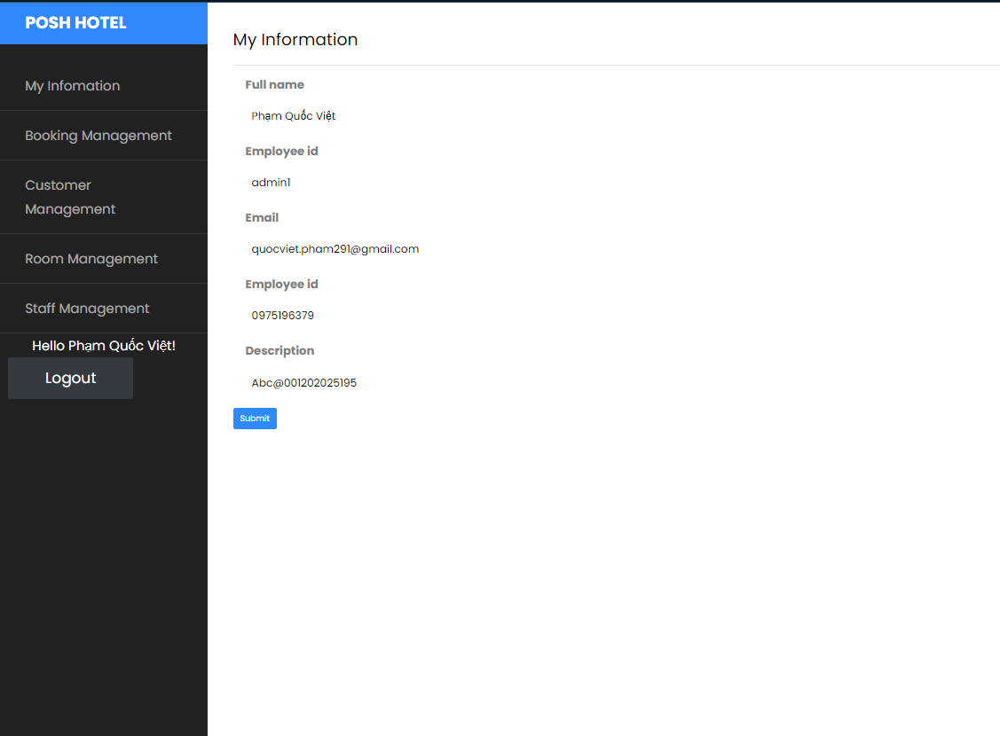 POSH HOTEL
My Infomation
Booking Management
Customer
Management
Room Management
Staff Management
Hello Phạm Quốc Việt!
Logout
My Information
Full name
Phạm Quốc Việt
Employee id
admin1
Email
quocviet.pham291@gmail.com
Employee id
0975196379
Description
Abc@001202025195
Submit